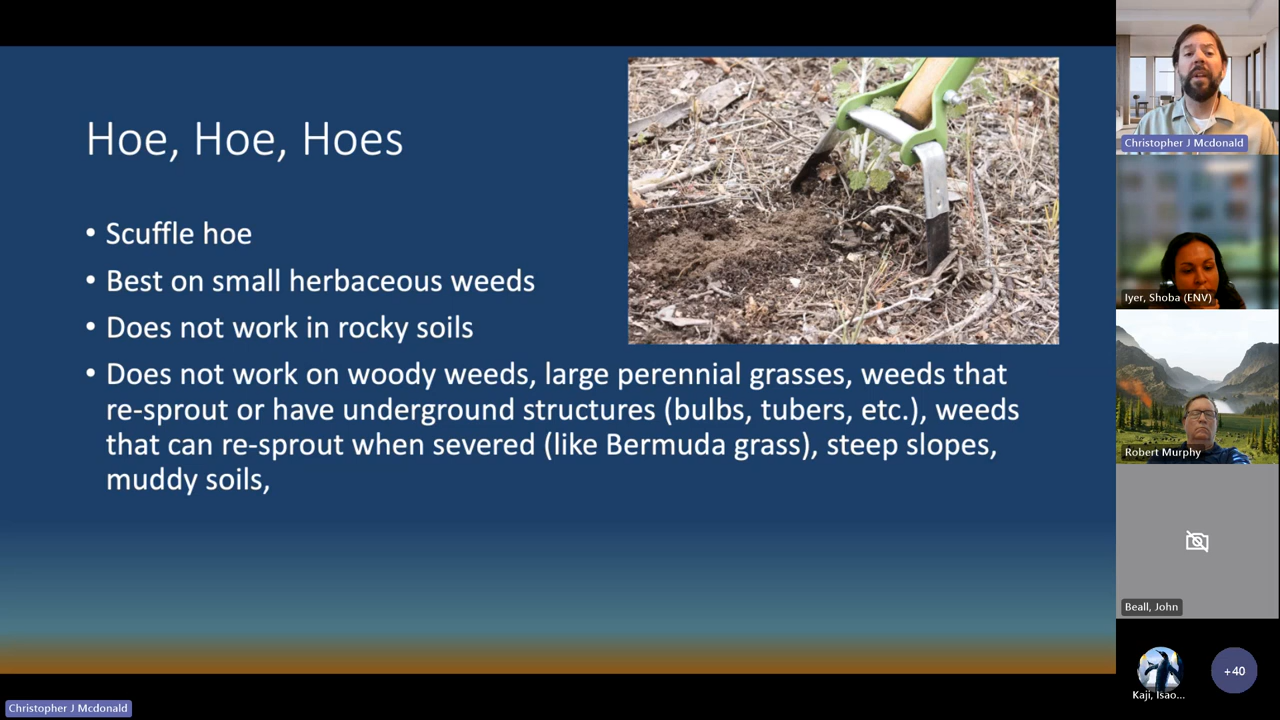 Hoe, Hoe, Hoes
• Scuffle hoe
• Best on small herbaceous weeds
• Does not work in rocky soils
• Does not work on woody weeds, large perennial grasses, weeds that
re-sprout or have underground structures (bulbs, tubers, etc.), weeds
that can re-sprout when severed (like Bermuda grass), steep slopes,
muddy soils,
Christopher J Mcdonald
Iyer, Shoba (ENV)
Robert Murphy
Beall, John
Kaji, Isao...
+40
Christopher J Mcdonald